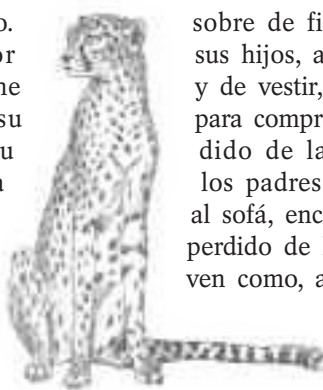 o.
or
ne
su
u
a
sobre de fi
sus hijos, a
y de vestir,
para compr
dido de la
los padres
al sofá, enc
perdido de
ven como, a